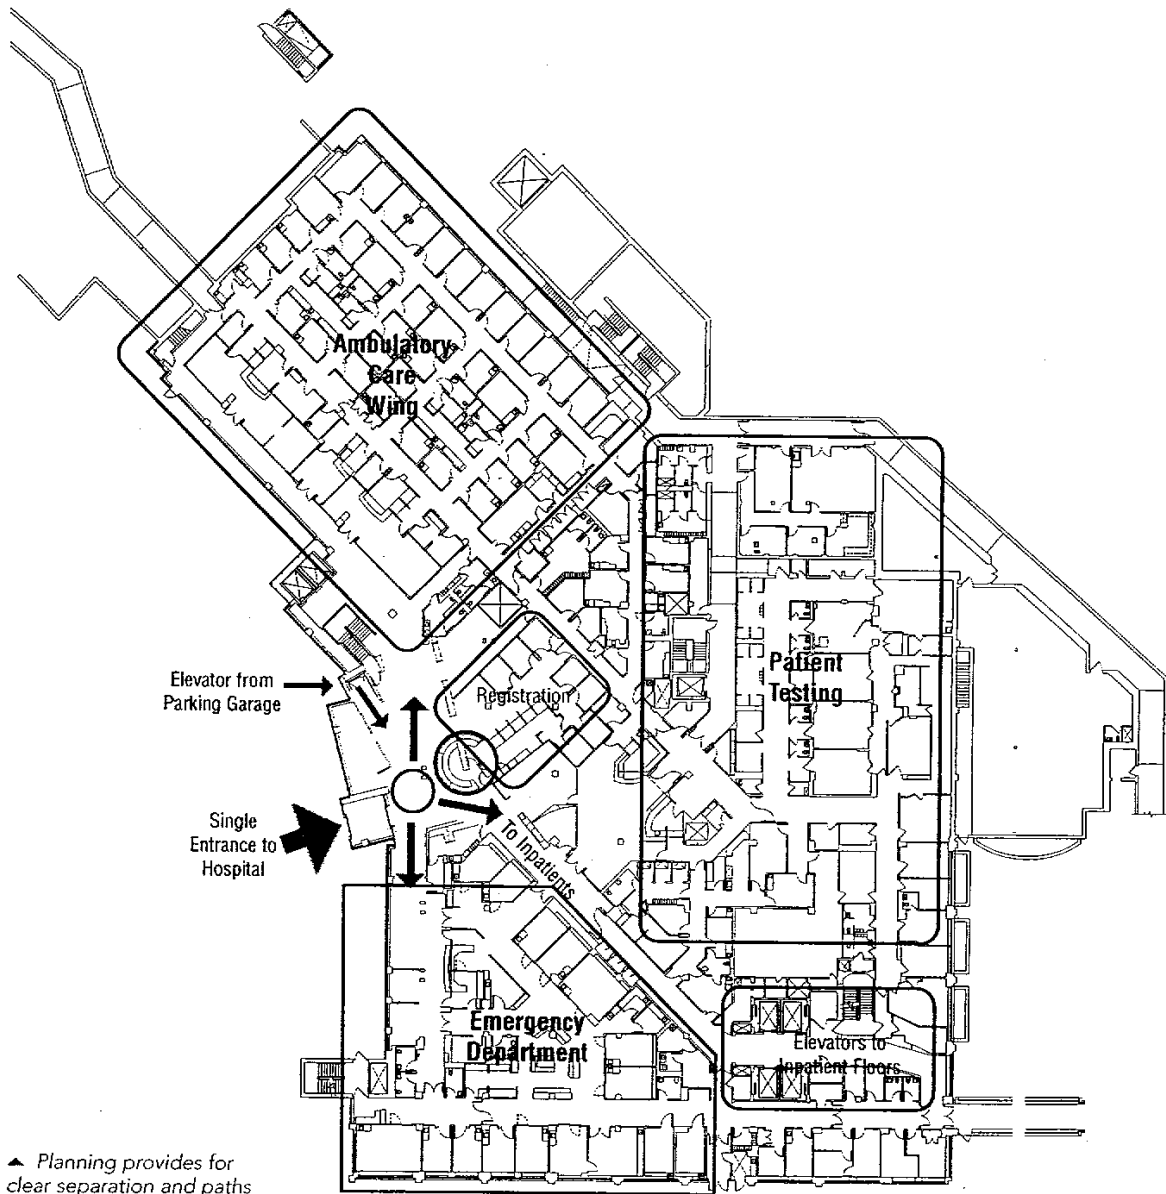 Ambulatory
Care
Wing
Patient
Testing
Registration
Elevator from
Parking Garage
Single
Entrance to
Hospital
To Inpatients
Emergency
Department
Elevators to
Inpatient Floors
▲ Planning provides for
clear separation and paths